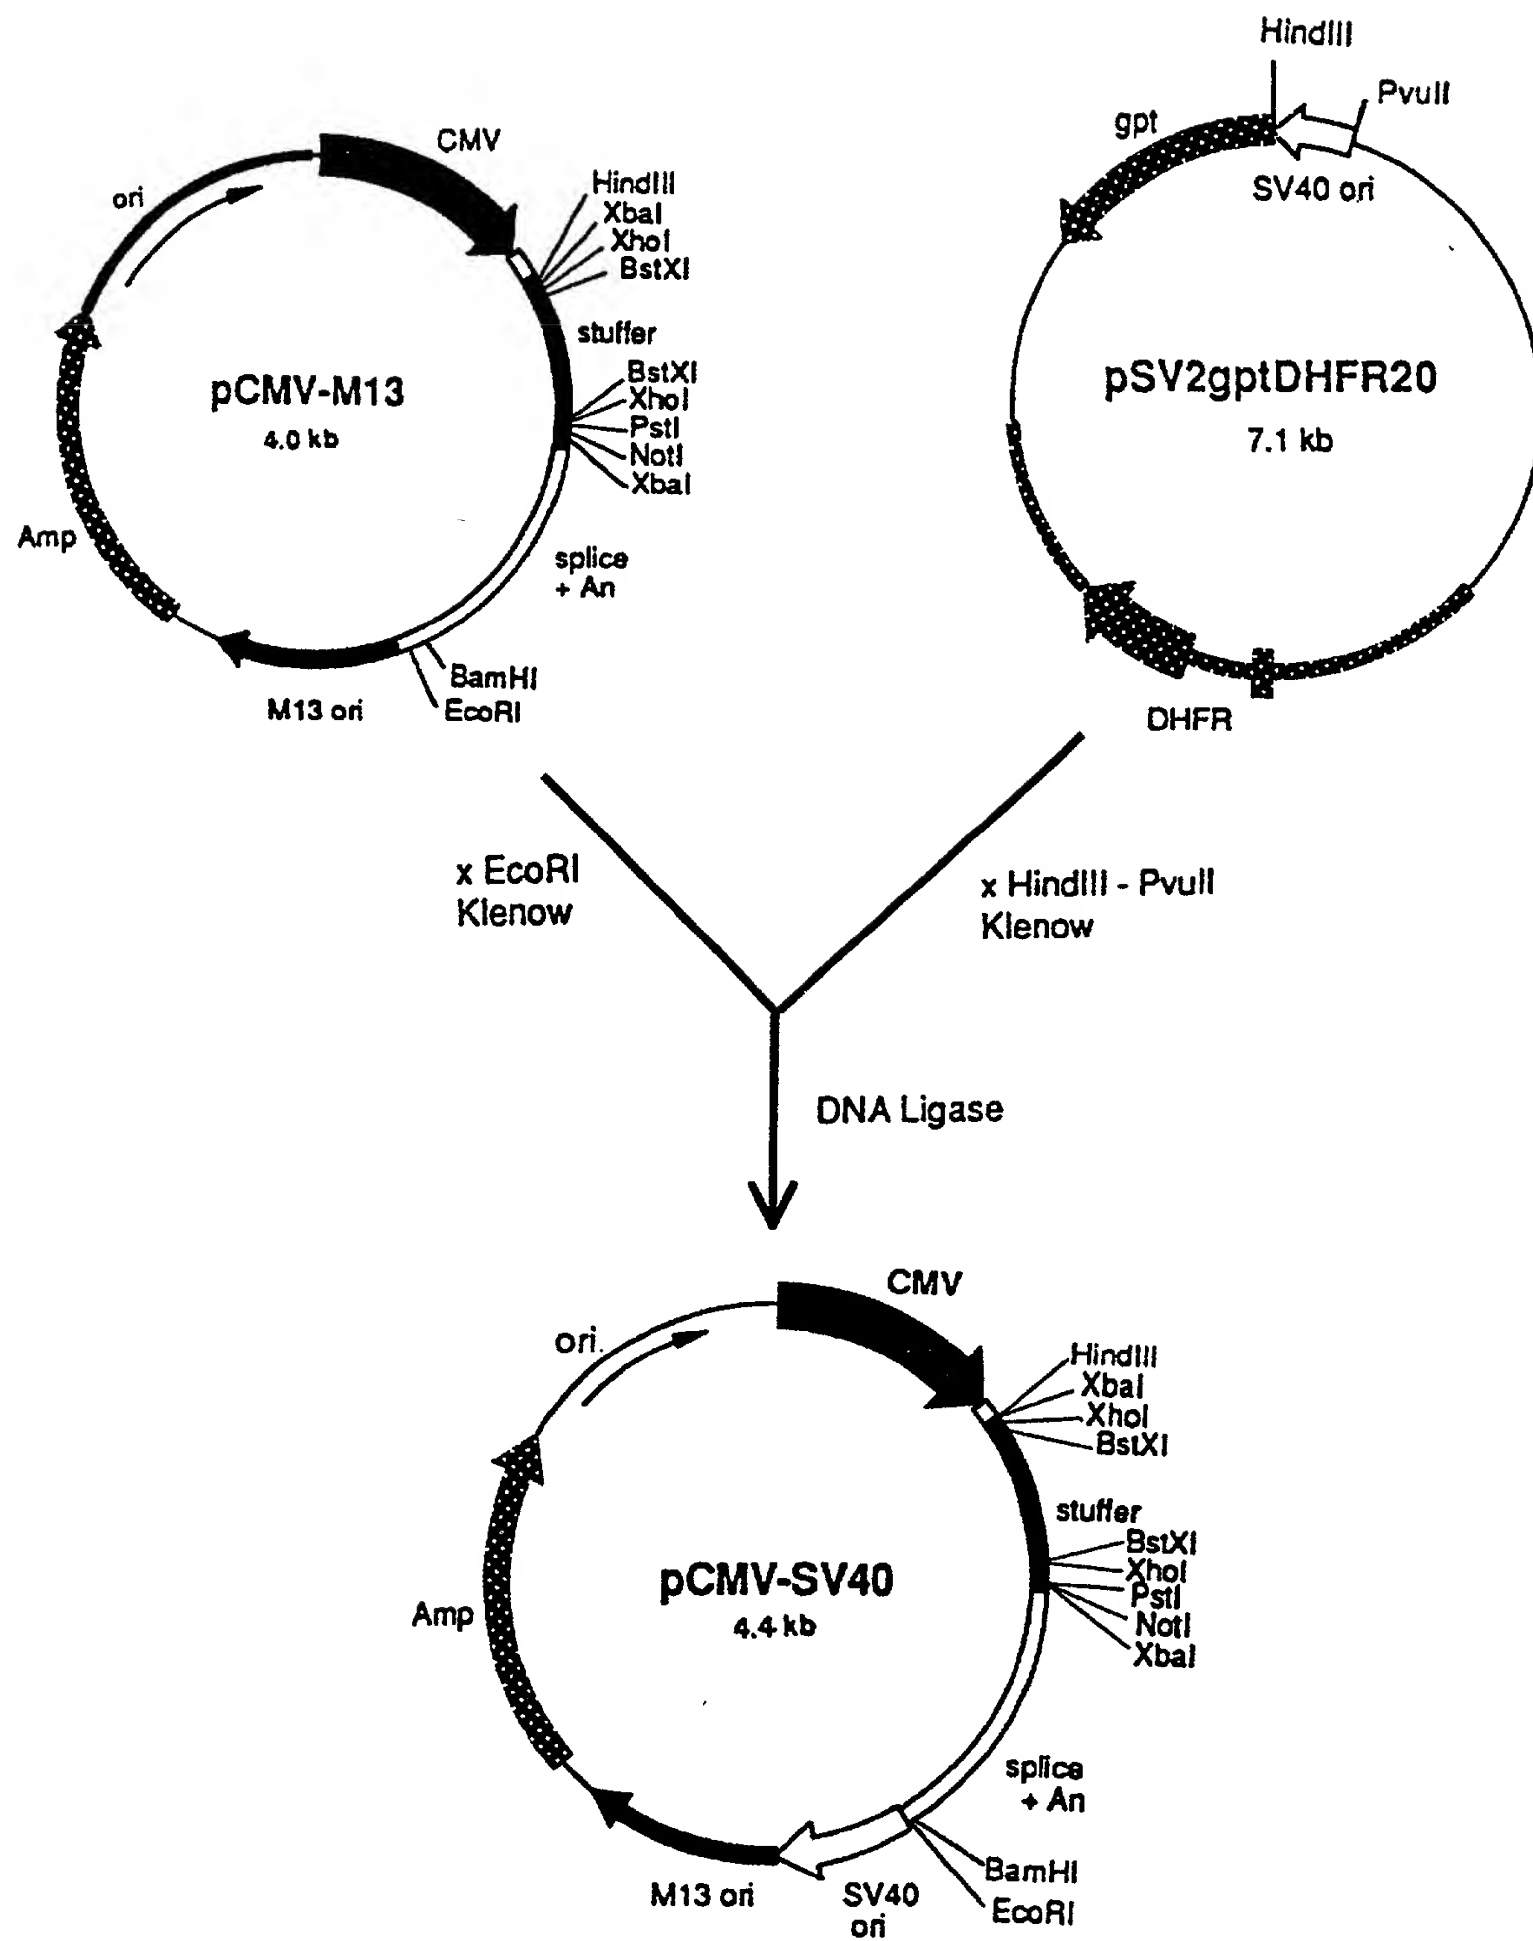 CMV
HindIII
XbaI
XhoI
BstXI
ori
stuffer
pCMV-M13
4.0 kb
BstXI
XhoI
PstI
NotI
XbaI
Amp
splice
+ An
BamHI
EcoRI
M13 ori
HindIII
PvuII
gpt
SV40 ori
pSV2gptDHFR20
7.1 kb
DHFR
x EcoRI
Klenow
x HindIII - PvuII
Klenow
DNA Ligase
CMV
ori.
HindIII
XbaI
XhoI
BstXI
stuffer
BstXI
XhoI
PstI
NotI
XbaI
pCMV-SV40
4.4 kb
Amp
splice
+ An
BamHI
EcoRI
M13 ori
SV40
ori